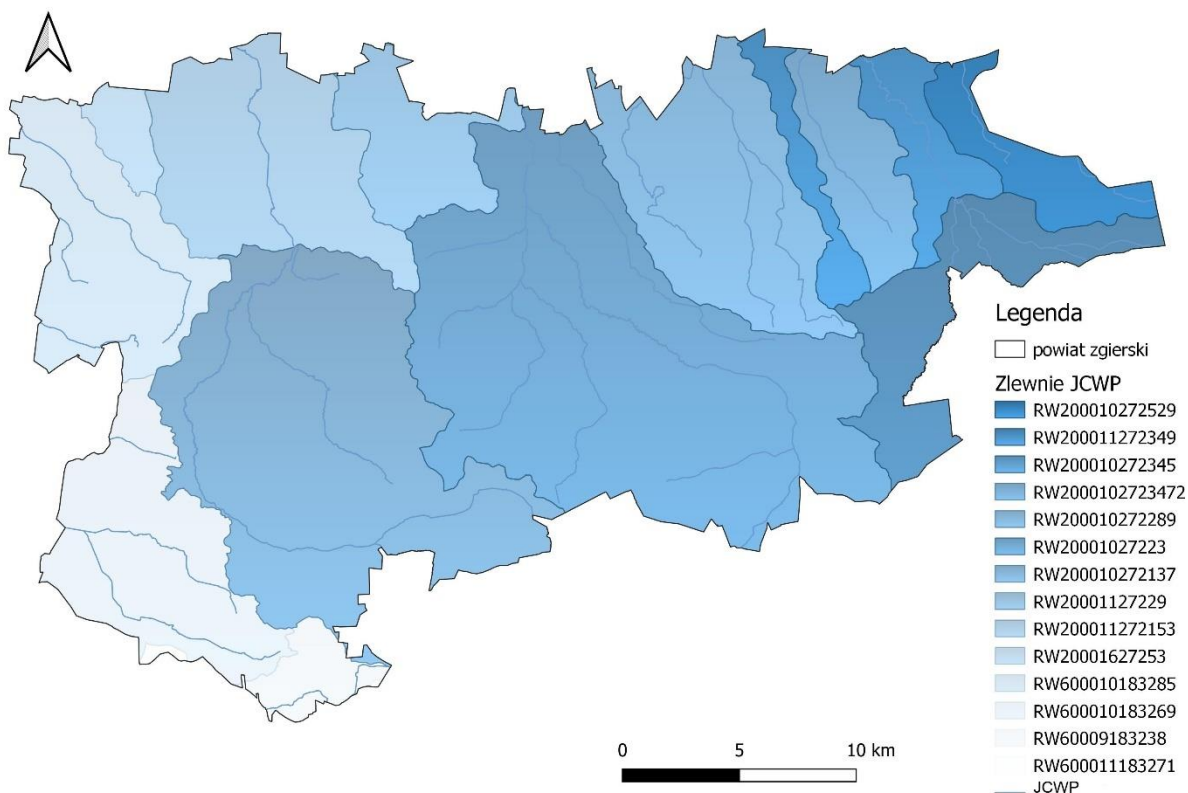 Legenda
powiat zgierski
Zlewnie JCWP
RW200010272529
RW200011272349
RW200010272345
RW2000102723472
RW200010272289
RW20001027223
RW200010272137
RW20001127229
RW200011272153
RW20001627253
RW600010183285
RW600010183269
RW60009183238
RW600011183271
JCWP
0 5 10 km